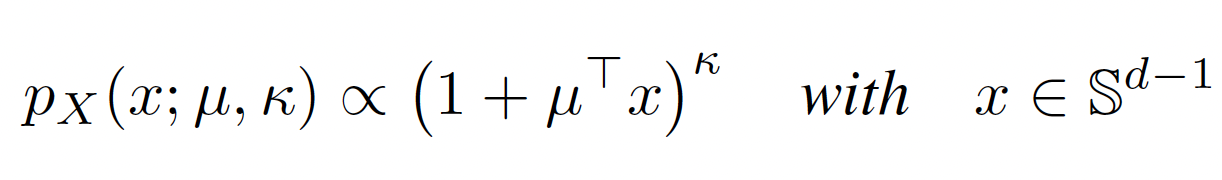 p_X(x; μ, κ) ∝ (1 + μ^⊤ x)^κ with x ∈ 𝕊^{d−1}